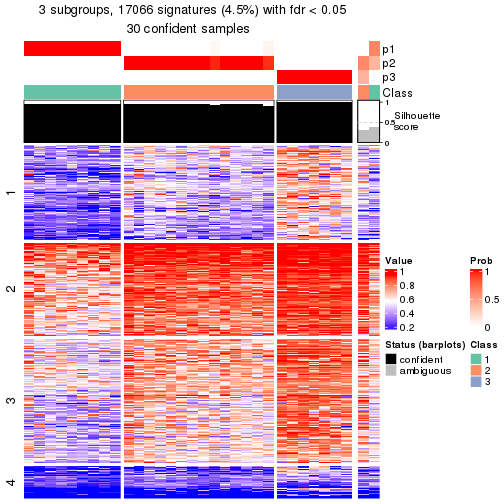 3 subgroups, 17066 signatures (4.5%) with fdr < 0.05
30 confident samples
p1
p2
p3
Class
1
0.5
0
Silhouette
score
1
2
3
4
Value
1
0.8
0.6
0.4
0.2
Prob
1
0.5
0
Status (barplots)
confident
ambiguous
Class
1
2
3